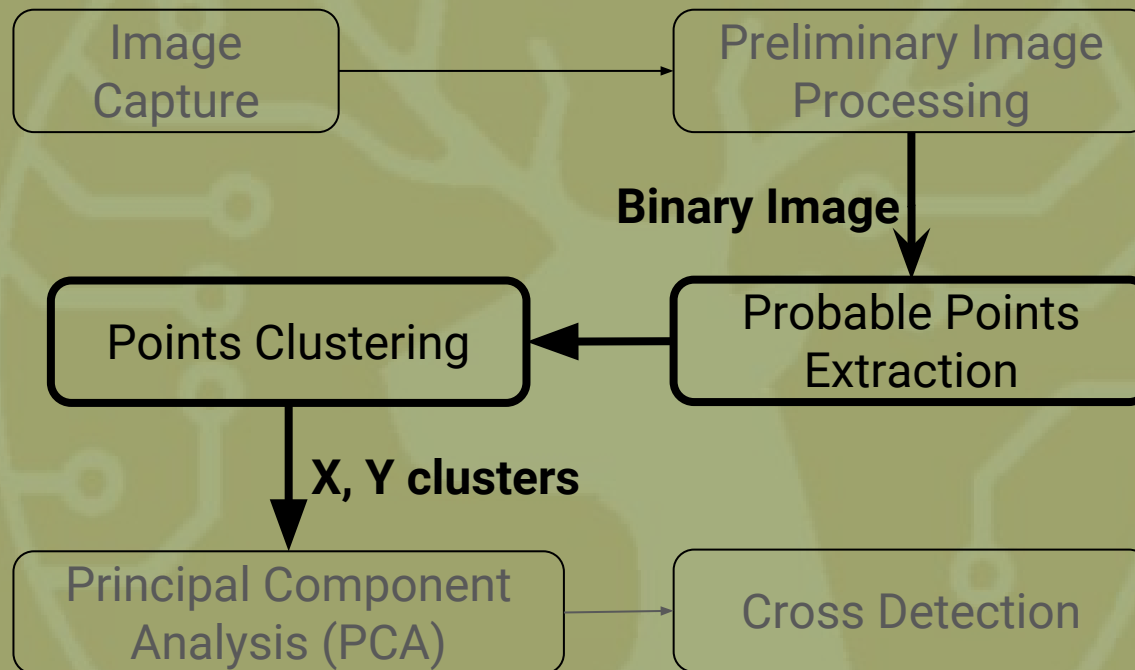 Image
Capture
Preliminary Image
Processing
Binary Image
Probable Points
Extraction
Points Clustering
X, Y clusters
Principal Component
Analysis (PCA)
Cross Detection